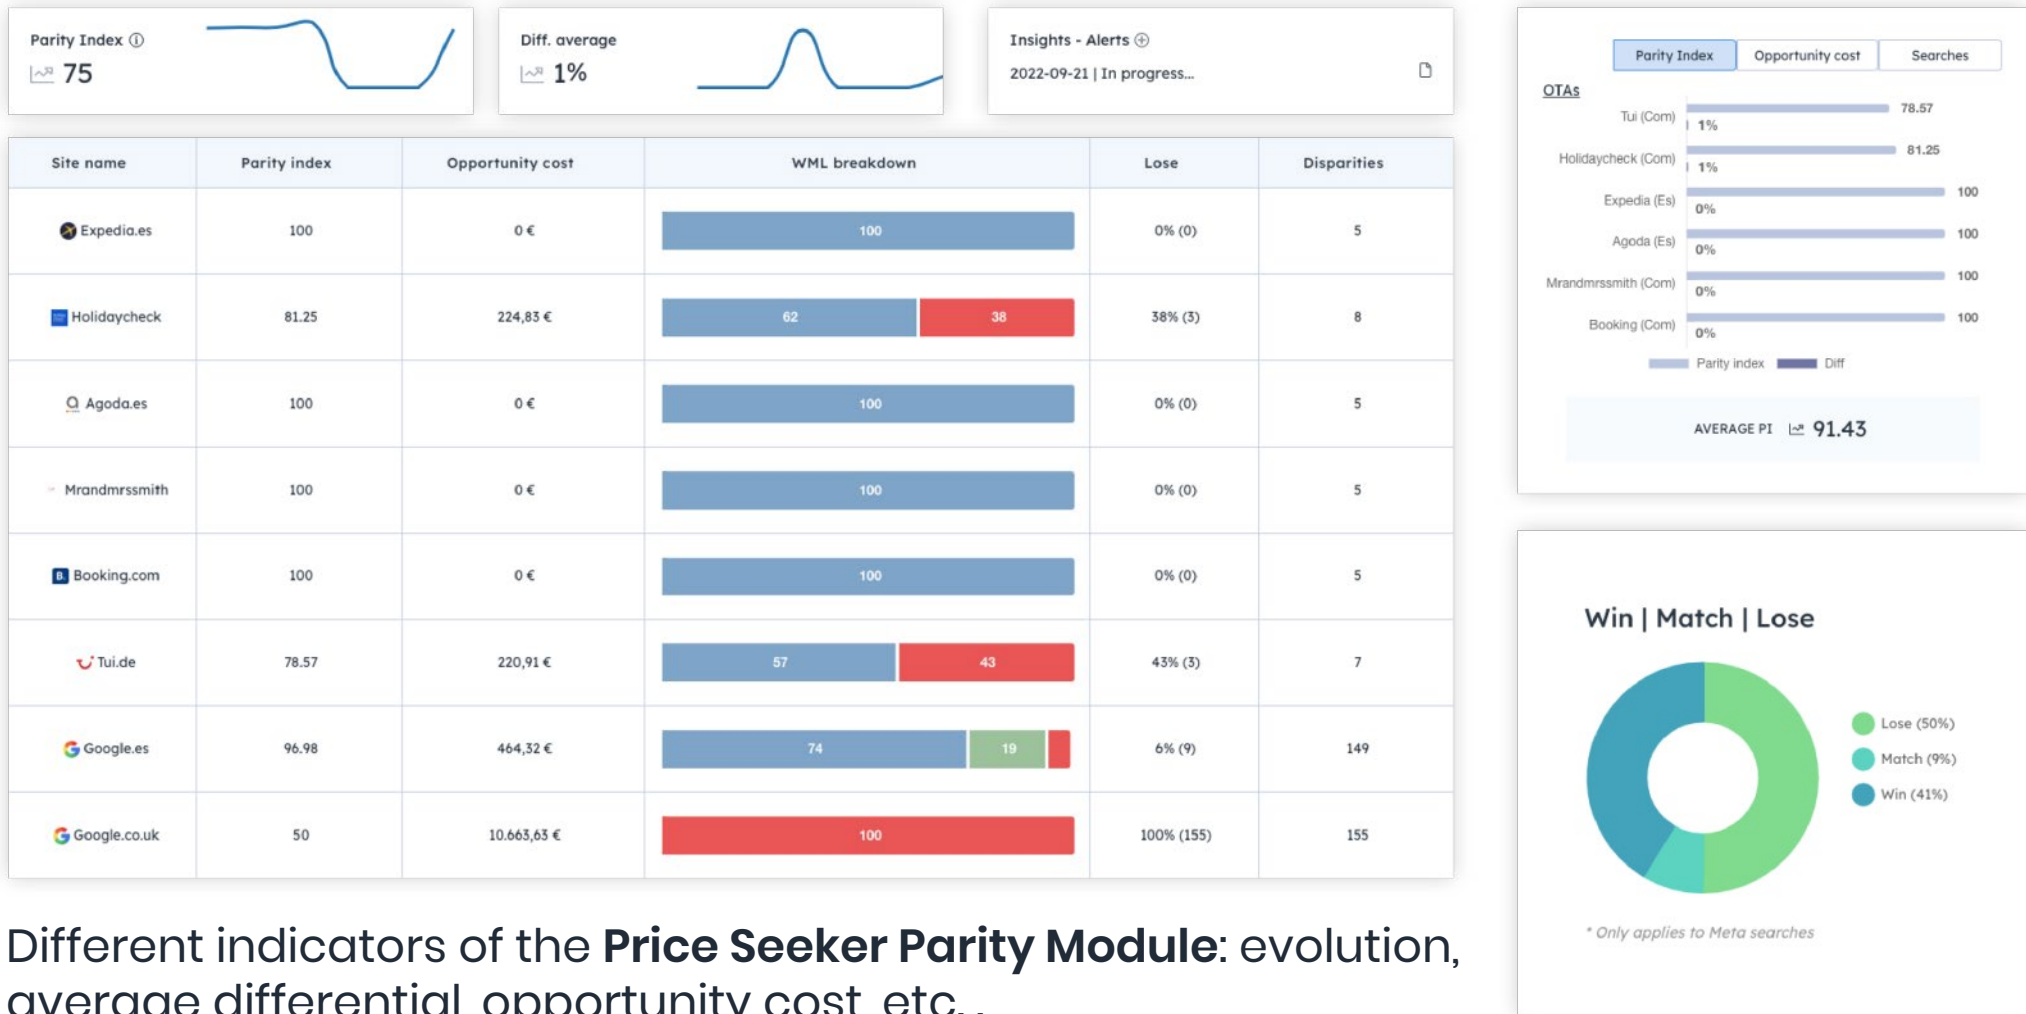 Parity Index
75
Diff. average
1%
Insights - Alerts
2022-09-21 | In progress...
Site name Parity index Opportunity cost WML breakdown Lose Disparities
Expedia.es 100 0 € 100 0% (0) 5
Holidaycheck 81.25 224,83 € 62 38 38% (3) 8
Agoda.es 100 0 € 100 0% (0) 5
Mrandmrssmith 100 0 € 100 0% (0) 5
B. Booking.com 100 0 € 100 0% (0) 5
Tui.de 78.57 220,91 € 57 43 43% (3) 7
Google.es 96.98 464,32 € 74 19 6% (9) 149
Google.co.uk 50 10.663,63 € 100 100% (155) 155
Different indicators of the Price Seeker Parity Module: evolution,
average differential, opportunity cost, etc. .
Parity Index Opportunity cost Searches
OTAs
Tui (Com) 78.57
1%
Holidaycheck (Com) 81.25
1%
Expedia (Es) 100
0%
Agoda (Es) 100
0%
Mrandmrssmith (Com) 100
0%
Booking (Com) 100
0%
Parity index Diff
AVERAGE PI 91.43
Win | Match | Lose
Lose (50%)
Match (9%)
Win (41%)
* Only applies to Meta searches